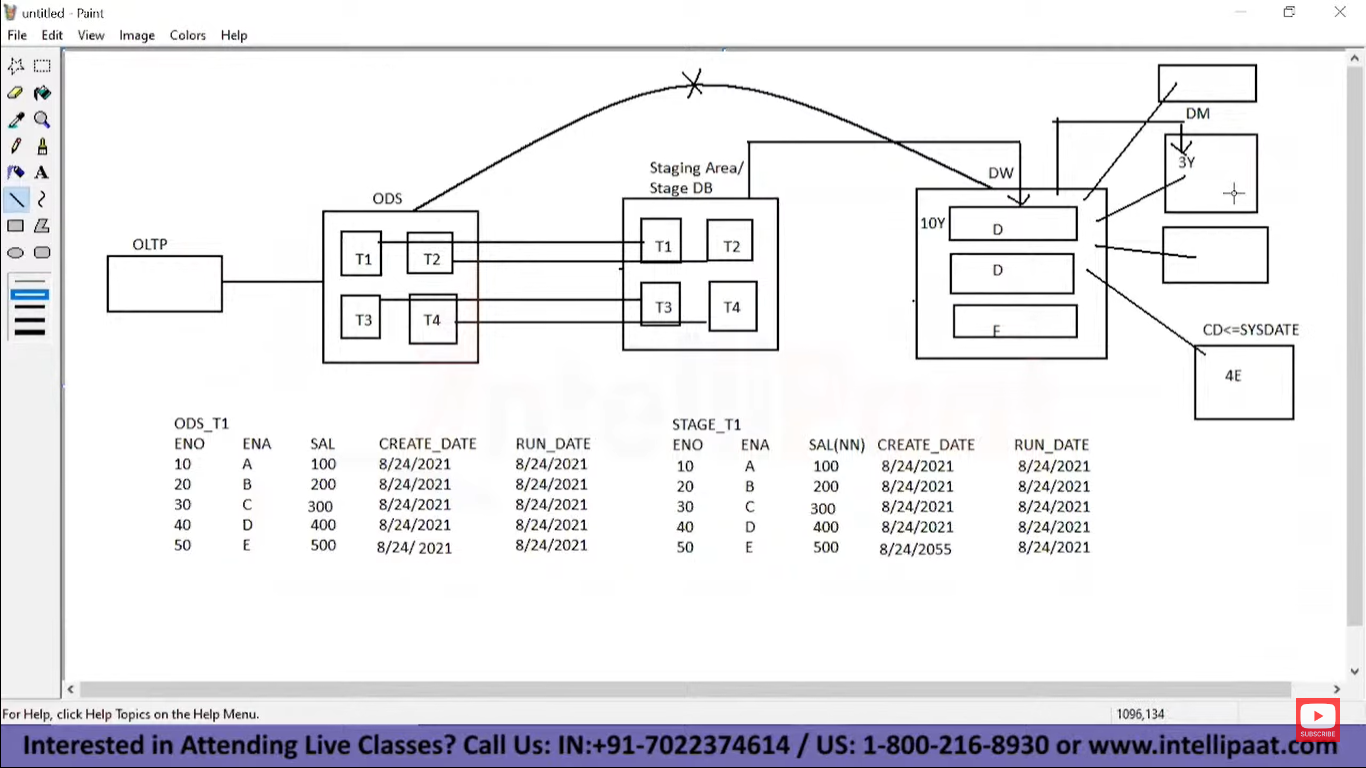 untitled - Paint
File Edit View Image Colors Help
DM
Staging Area/
Stage DB
DW
3Y
ODS
10Y
D
OLTP
T1 T2
T1 T2
D
T3 T4
T3 T4
F
CD<=SYSDATE
4E
ODS_T1
ENO ENA SAL CREATE_DATE RUN_DATE
10 A 100 8/24/2021 8/24/2021
20 B 200 8/24/2021 8/24/2021
30 C 300 8/24/2021 8/24/2021
40 D 400 8/24/2021 8/24/2021
50 E 500 8/24/ 2021 8/24/2021
STAGE_T1
ENO ENA SAL(NN) CREATE_DATE RUN_DATE
10 A 100 8/24/2021 8/24/2021
20 B 200 8/24/2021 8/24/2021
30 C 300 8/24/2021 8/24/2021
40 D 400 8/24/2021 8/24/2021
50 E 500 8/24/2055 8/24/2021
IntelliPaat
For Help, click Help Topics on the Help Menu.
1096,134
SUBSCRIBE
Interested in Attending Live Classes? Call Us: IN:+91-7022374614 / US: 1-800-216-8930 or www.intellipaat.com